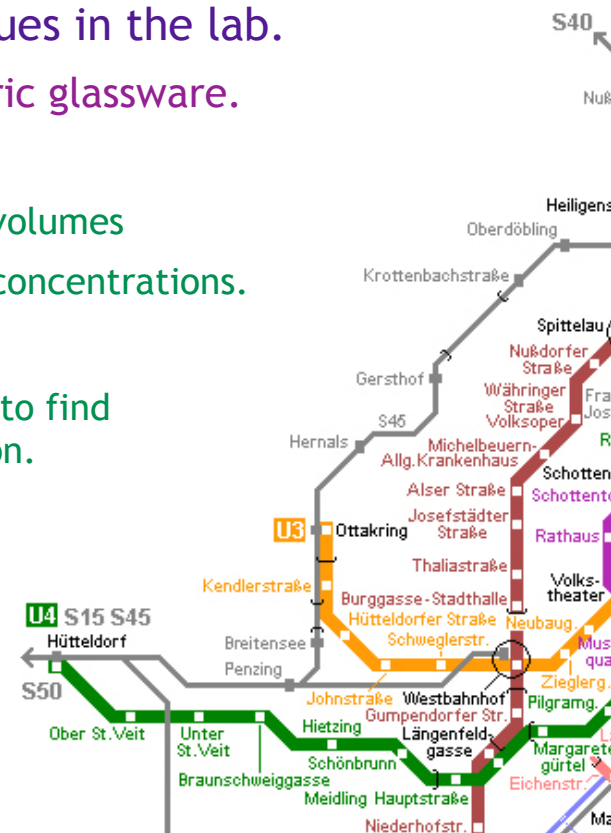 ues in the lab.
ric glassware.
volumes
concentrations.
to find
on.
S40
Nuß
Heiligens
Oberdöbling
Krottenbachstraße
Spittelau
Nußdorfer
Straße
Gersthof
Währinger
Straße
Volksoper
Fra
Jos
S45
Hernals
Michelbeuern-
Allg.Krankenhaus
R
Schotten
Alser Straße
Schottento
U3
Ottakring
Josefstädter
Straße
Rathaus
Thaliastraße
Kendlerstraße
Burggasse-Stadthalle
Volks-
theater
U4 S15 S45
Hütteldorf
Hütteldorfer Straße
Neubaug.
Breitensee
Schweglerstr.
Mus
qua
Penzing
Zieglerg.
S50
Johnstraße
Westbahnhof
Pilgramg.
Gumpendorfer Str.
Ober St.Veit
Unter
St.Veit
Hietzing
Längenfeld-
gasse
Margarete
gürtel
Schönbrunn
Braunschweiggasse
Eichenstr.
Meidling Hauptstraße
Niederhofstr.
Ma